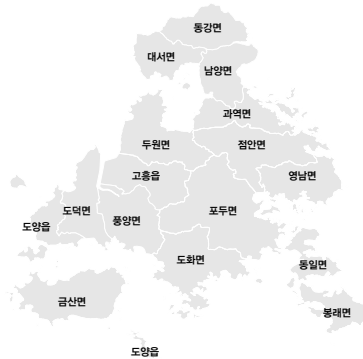 동강면
대서면
남양면
과역면
두원면
점안면
고흥읍
영남면
도덕면
포두면
풍양면
도양읍
도화면
동일면
금산면
봉래면
도양읍